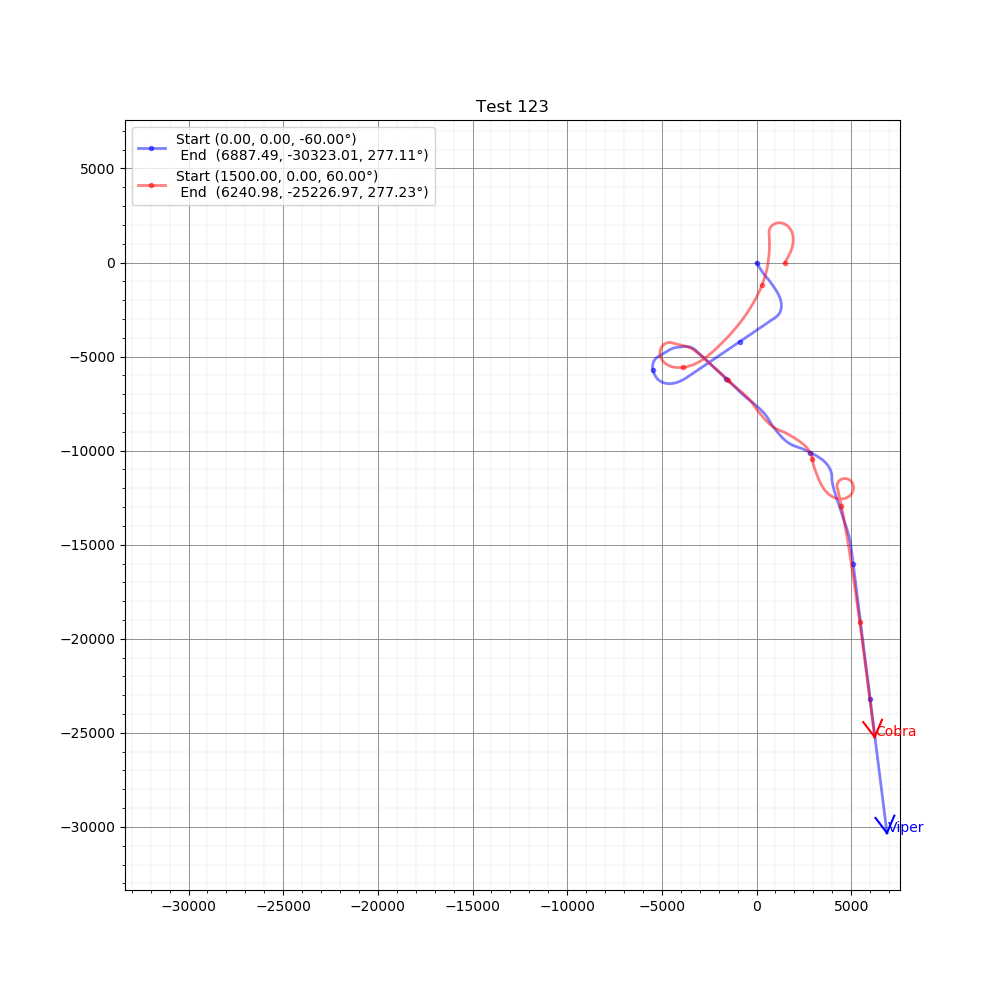 Test 123
Start (0.00, 0.00, -60.00°)
End (6887.49, -30323.01, 277.11°)
Start (1500.00, 0.00, 60.00°)
End (6240.98, -25226.97, 277.23°)
5000
0
−5000
−10000
−15000
−20000
−25000
−30000
Cobra
Viper
−30000 −25000 −20000 −15000 −10000 −5000 0 5000